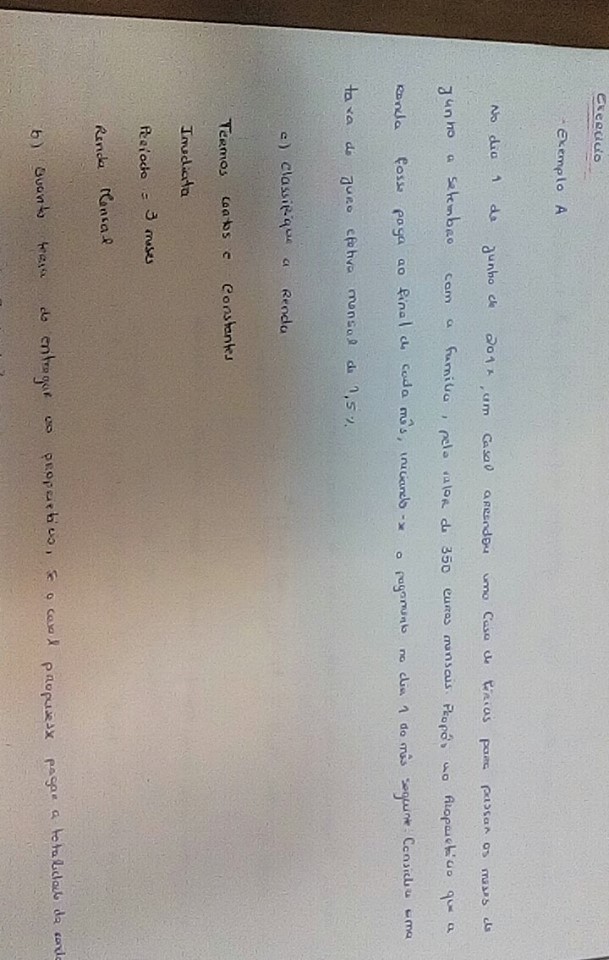 Exercício
- Exemplo A
No dia 1 de junho de 201x, um casal arrendou uma casa de férias para passar os meses de
junho a setembro com a família, pelo valor de 350 euros mensais. Propôs ao proprietário que a
renda fosse paga ao final de cada mês, iniciando-se o pagamento no dia 1 do mês seguinte. Considere uma
taxa de juro efetiva mensal de 1,5%.
a) Classifique a Renda
Termos certos e constantes
Imediata
Período = 3 meses
Renda Mensal
b) Quanto teria de entregar ao proprietário, se o casal propusesse pagar a totalidade da renda